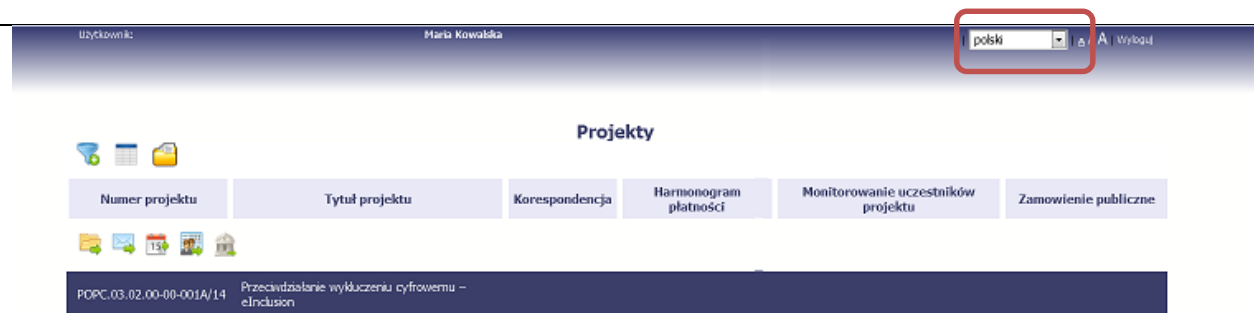 Użytkownik: Maria Kowalska | polski | A A A | Wyloguj
Projekty
Numer projektu Tytuł projektu Korespondencja Harmonogram płatności Monitorowanie uczestników projektu Zamowienie publiczne
15
POPC.03.02.00-00-001A/14 Przeciwdziałanie wykluczeniu cyfrowemu –
eInclusion